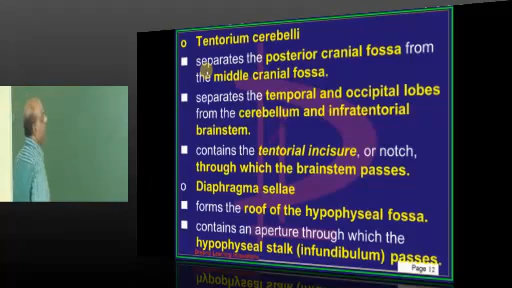 o Tentorium cerebelli
■ separates the posterior cranial fossa from
the middle cranial fossa.
■ separates the temporal and occipital lobes
from the cerebellum and infratentorial
brainstem.
■ contains the tentorial incisure, or notch,
through which the brainstem passes.
o Diaphragma sellae
■ forms the roof of the hypophyseal fossa.
■ contains an aperture through which the
hypophyseal stalk (infundibulum) passes.
Page 12